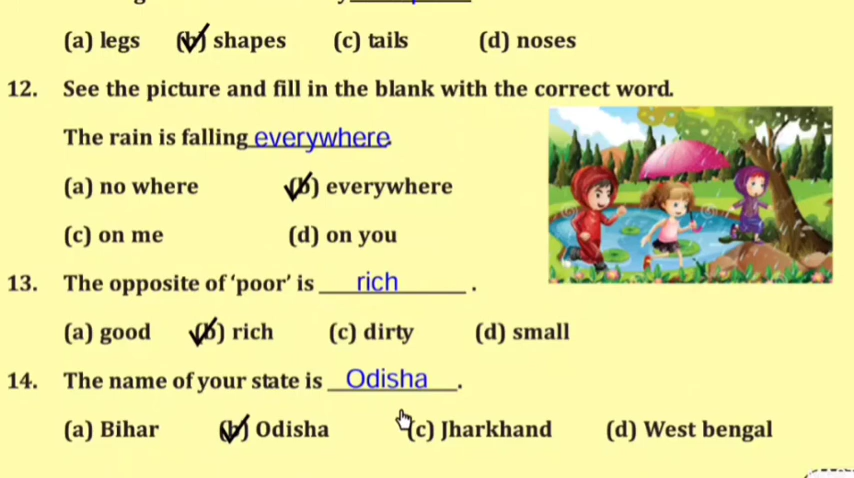 (a) legs (b) shapes (c) tails (d) noses
12. See the picture and fill in the blank with the correct word.
The rain is falling everywhere.
(a) no where (b) everywhere
(c) on me (d) on you
13. The opposite of ‘poor’ is ___rich______ .
(a) good (b) rich (c) dirty (d) small
14. The name of your state is __Odisha___.
(a) Bihar (b) Odisha (c) Jharkhand (d) West bengal